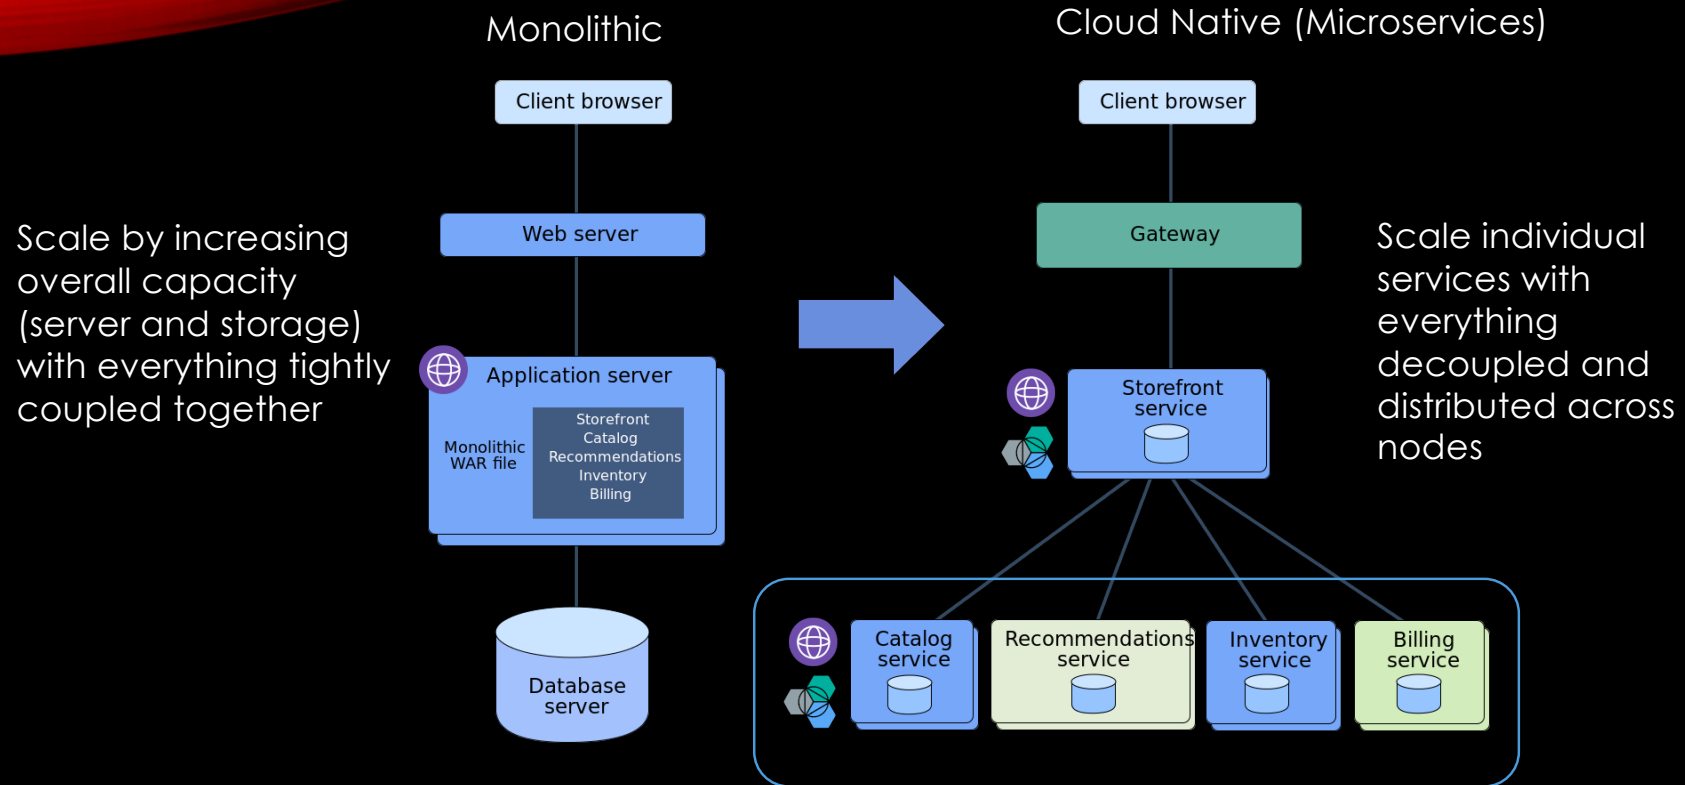 Monolithic
Client browser
Web server
Scale by increasing
overall capacity
(server and storage)
with everything tightly
coupled together
Application server
Monolithic
WAR file
Storefront
Catalog
Recommendations
Inventory
Billing
Database
server
Cloud Native (Microservices)
Client browser
Gateway
Scale individual
services with
everything
decoupled and
distributed across
nodes
Storefront
service
Catalog
service
Recommendations
service
Inventory
service
Billing
service